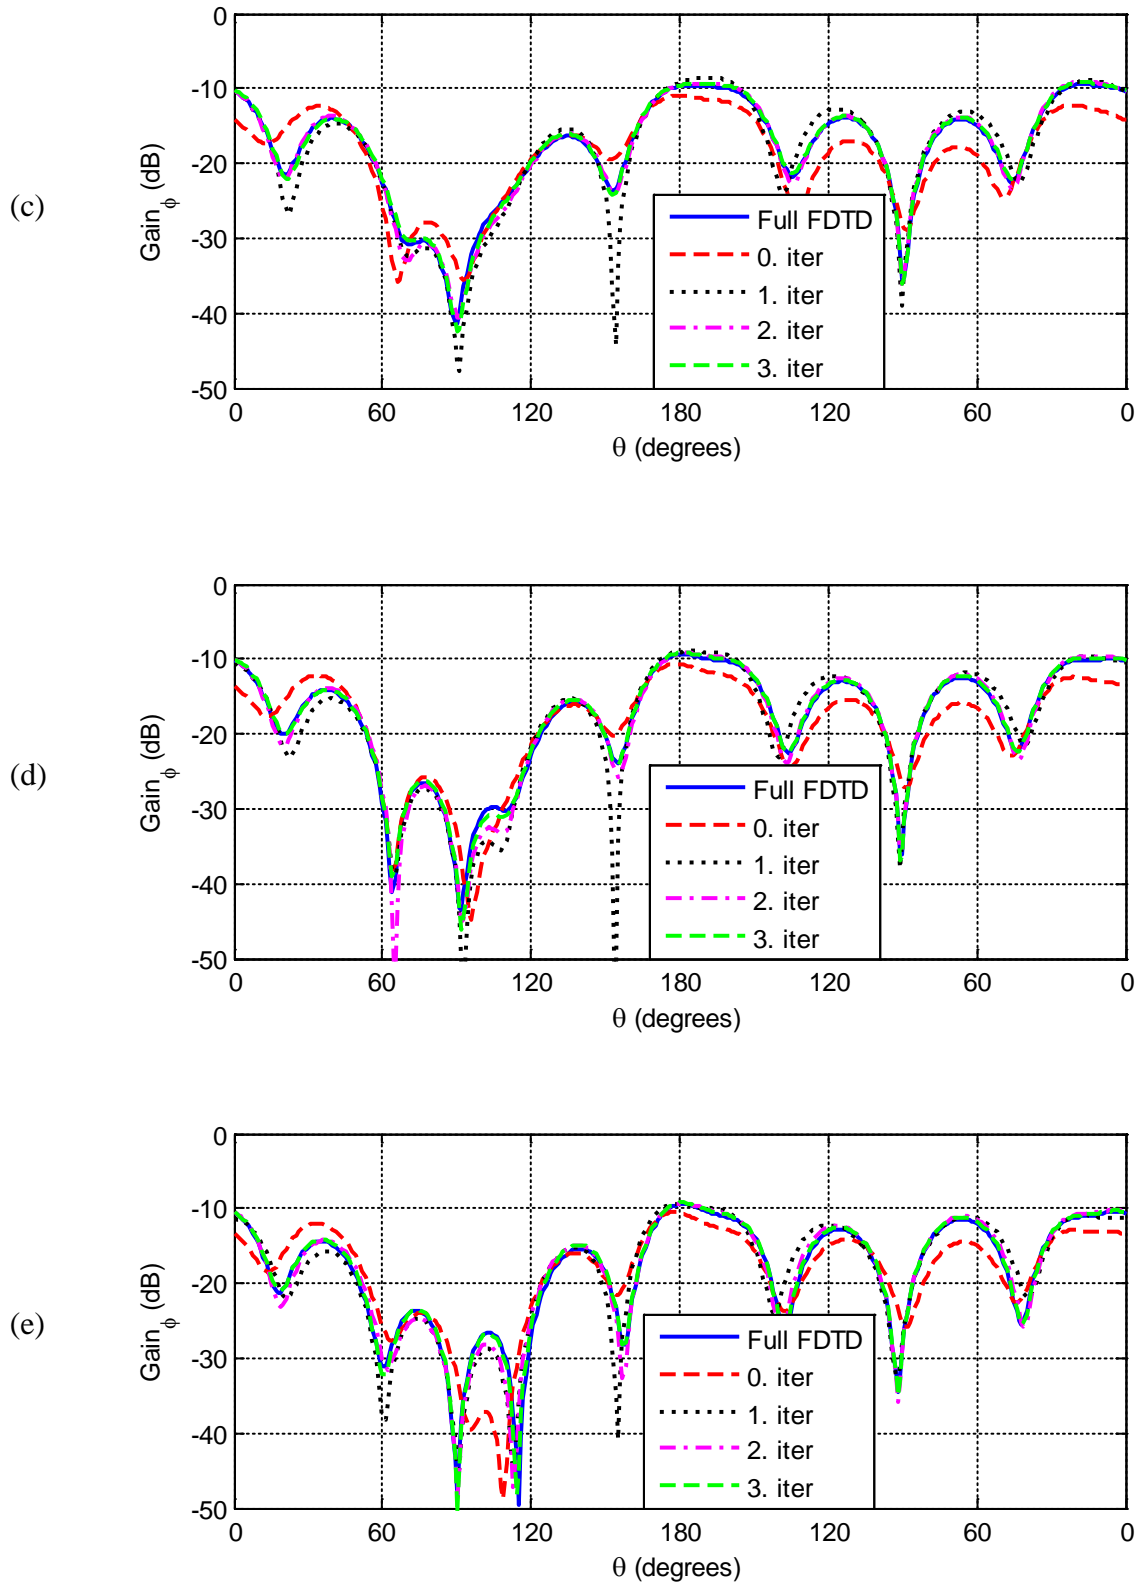 (c)
Gain_ϕ (dB)
0
-10
-20
-30
-40
-50
Full FDTD
0. iter
1. iter
2. iter
3. iter
0 60 120 180 120 60 0
θ (degrees)
(d)
Gain_ϕ (dB)
0
-10
-20
-30
-40
-50
Full FDTD
0. iter
1. iter
2. iter
3. iter
0 60 120 180 120 60 0
θ (degrees)
(e)
Gain_ϕ (dB)
0
-10
-20
-30
-40
-50
Full FDTD
0. iter
1. iter
2. iter
3. iter
0 60 120 180 120 60 0
θ (degrees)